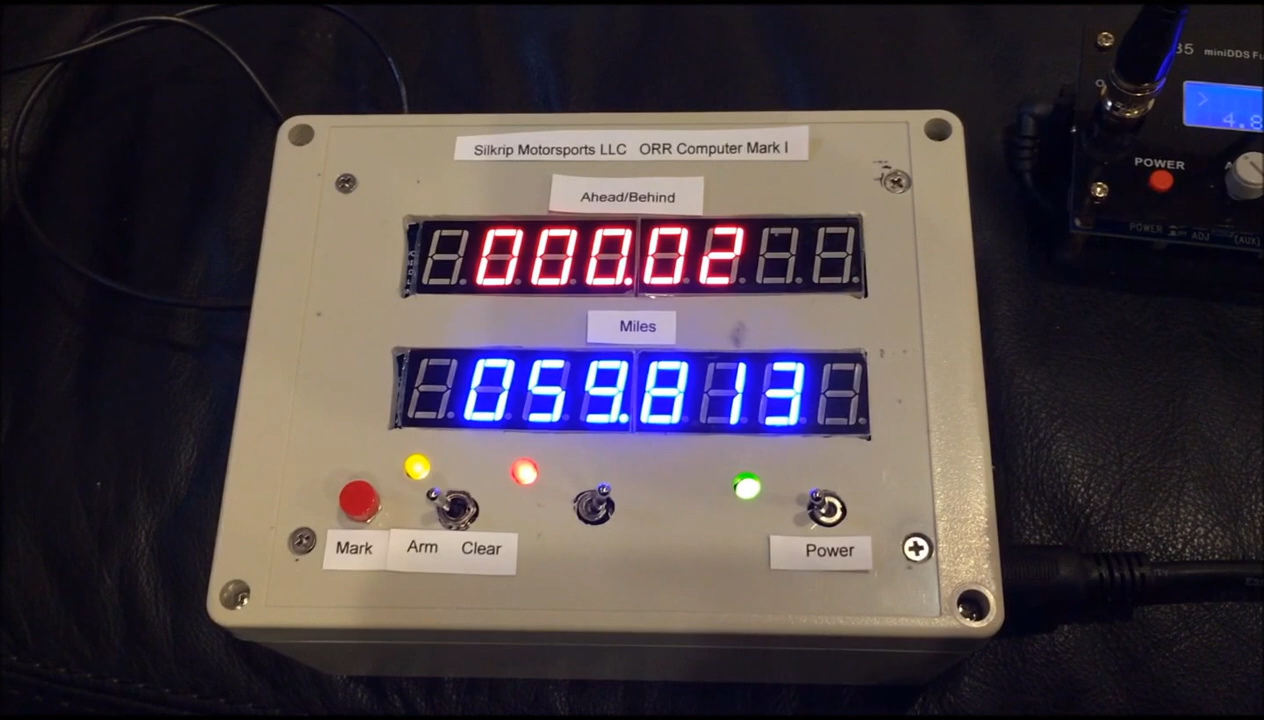 Silkrip Motorsports LLC ORR Computer Mark I
Ahead/Behind
000.02
Miles
059.813
Mark
Arm Clear
Power
miniDDS
4.8
POWER
POWER ADJ (AUX)